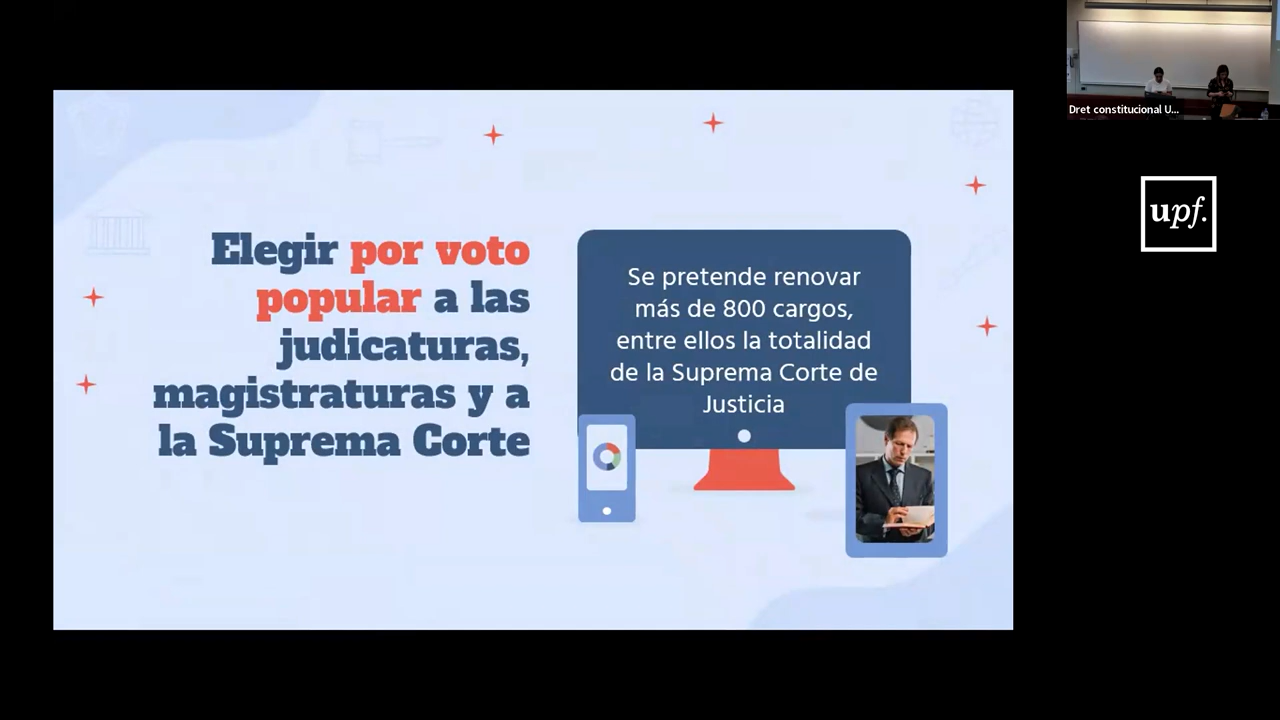 Elegir por voto
popular a las
judicaturas,
magistraturas y a
la Suprema Corte
Se pretende renovar
más de 800 cargos,
entre ellos la totalidad
de la Suprema Corte de
Justicia
Dret constitucional U...
upf.